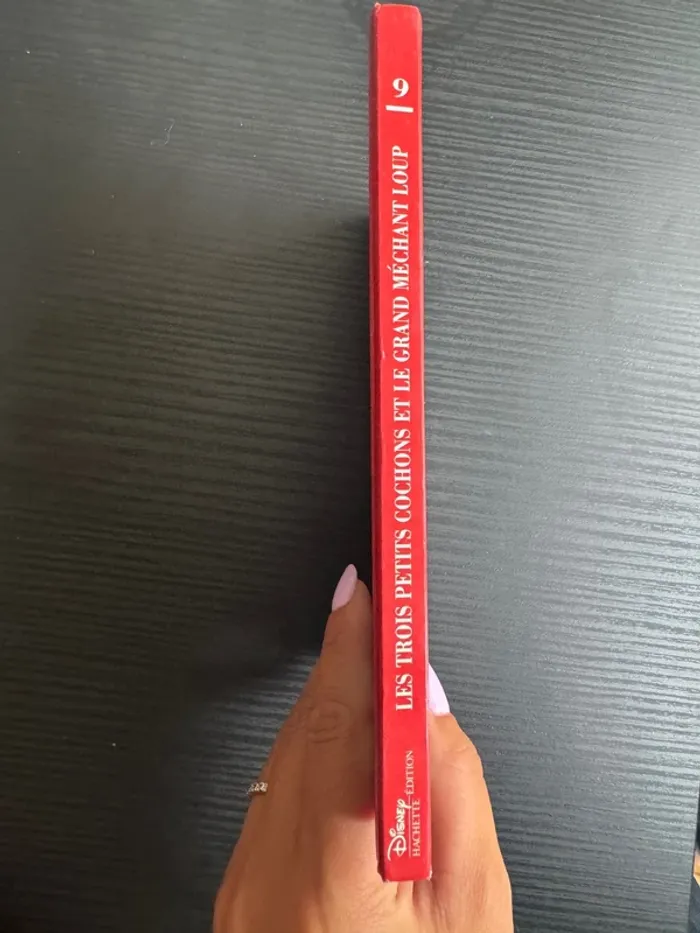 9
LES TROIS PETITS COCHONS ET LE GRAND MÉCHANT LOUP
DISNEY
HACHETTE
ÉDITION